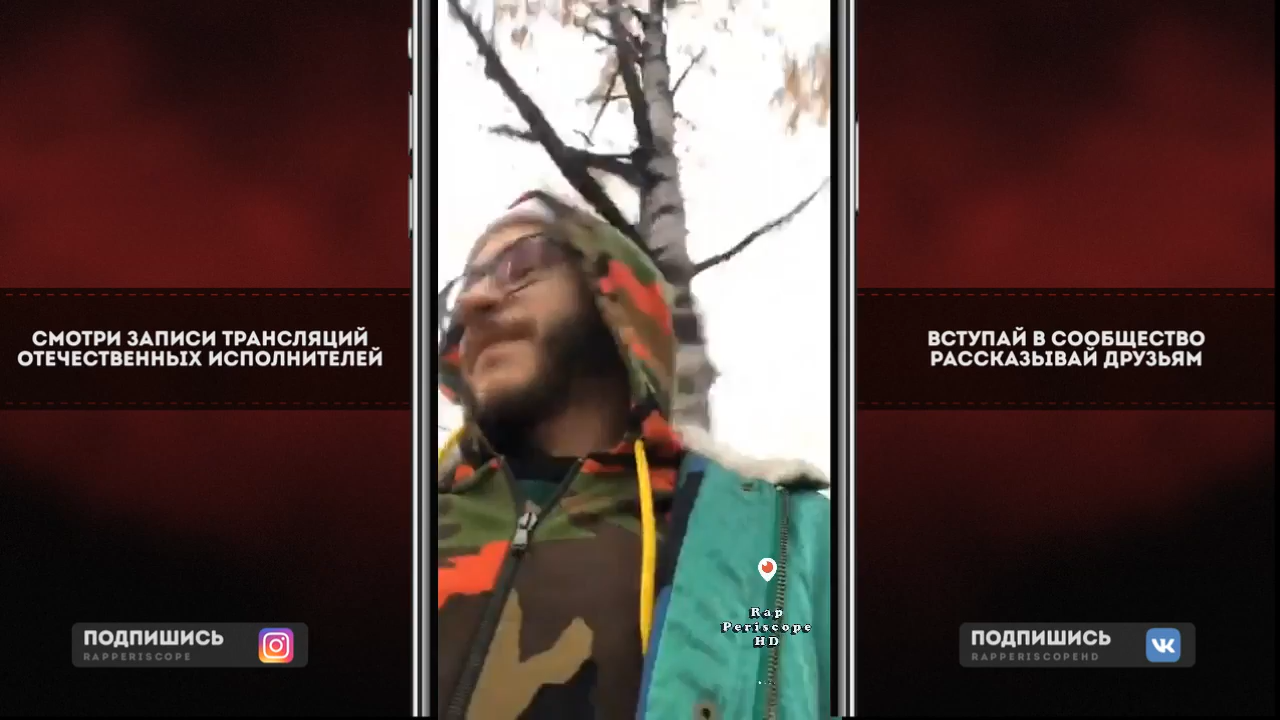 СМОТРИ ЗАПИСИ ТРАНСЛЯЦИЙ
ОТЕЧЕСТВЕННЫХ ИСПОЛНИТЕЛЕЙ
ПОДПИШИСЬ
RAPPERISCOPE
Rap
Periscope
HD
ВСТУПАЙ В СООБЩЕСТВО
РАССКАЗЫВАЙ ДРУЗЬЯМ
ПОДПИШИСЬ
RAPPERISCOPEHD